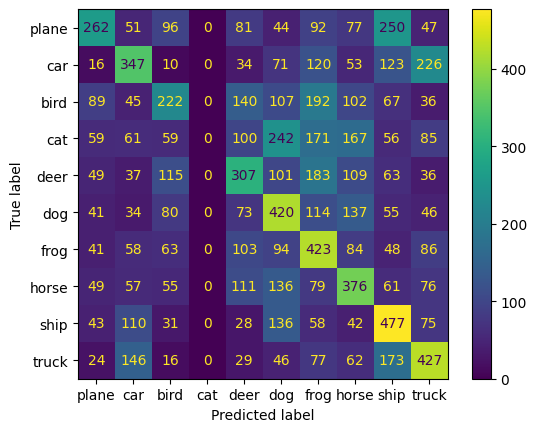 plane 262 51 96 0 81 44 92 77 250 47
car 16 347 10 0 34 71 120 53 123 226
bird 89 45 222 0 140 107 192 102 67 36
cat 59 61 59 0 100 242 171 167 56 85
deer 49 37 115 0 307 101 183 109 63 36
dog 41 34 80 0 73 420 114 137 55 46
frog 41 58 63 0 103 94 423 84 48 86
horse 49 57 55 0 111 136 79 376 61 76
ship 43 110 31 0 28 136 58 42 477 75
truck 24 146 16 0 29 46 77 62 173 427
plane car bird cat deer dog frog horse ship truck
Predicted label
True label
400
300
200
100
0